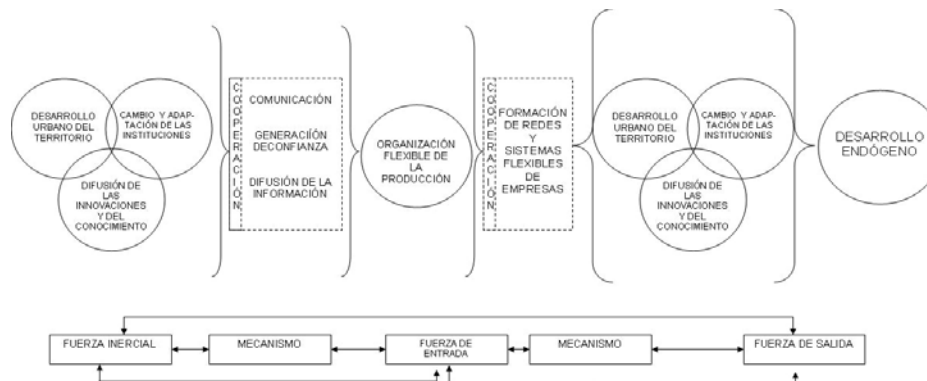 DESARROLLO
URBANO DEL
TERRITORIO
CAMBIO Y ADAP-
TACIÓN DE LAS
INSTITUCIONES
DIFUSIÓN DE
LAS
INNOVACIONES
Y DEL
CONOCIMIENTO
COOPERACIÓN
COMUNICACIÓN
GENERACIÍÓN
DECONFIANZA
DIFUSIÓN DE LA
INFORMACIÓN
ORGANIZACIÓN
FLEXIBLE DE
LA
PRODUCCIÓN
COOPERACIÓN
FORMACIÓN
DE REDES
Y
SISTEMAS
FLEXIBLES
DE
EMPRESAS
DESARROLLO
URBANO DEL
TERRITORIO
CAMBIO Y ADAP-
TACIÓN DE LAS
INSTITUCIONES
DIFUSIÓN DE
LAS
INNOVACIONES
Y DEL
CONOCIMIENTO
DESARROLLO
ENDÓGENO
FUERZA INERCIAL
MECANISMO
FUERZA DE
ENTRADA
MECANISMO
FUERZA DE SALIDA